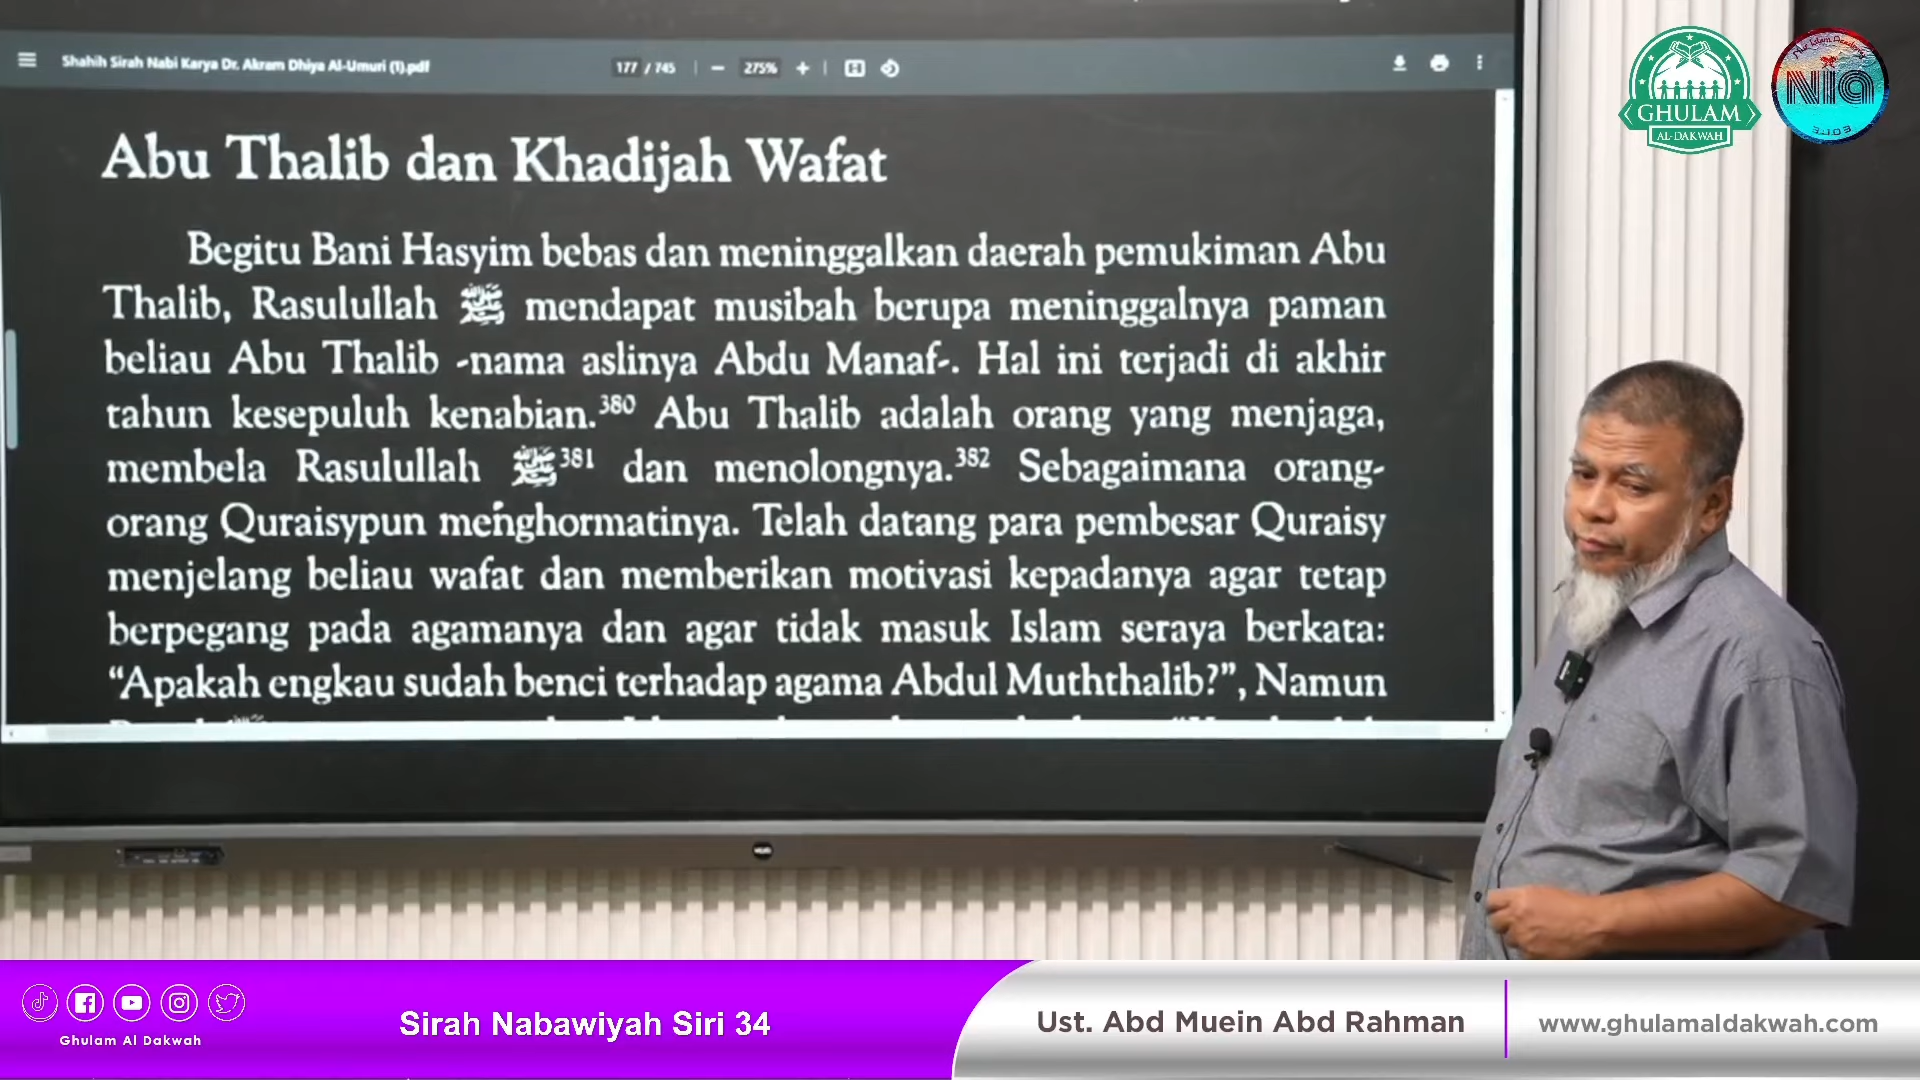 Shahih Sirah Nabi Karya Dr. Akram Dhiya Al-Umuri (1).pdf
177 / 745
275%
Abu Thalib dan Khadijah Wafat
Begitu Bani Hasyim bebas dan meninggalkan daerah pemukiman Abu
Thalib, Rasulullah ﷺ mendapat musibah berupa meninggalnya paman
beliau Abu Thalib -nama aslinya Abdu Manaf-. Hal ini terjadi di akhir
tahun kesepuluh kenabian.380 Abu Thalib adalah orang yang menjaga,
membela Rasulullah ﷺ381 dan menolongnya.382 Sebagaimana orang-
orang Quraisypun menghormatinya. Telah datang para pembesar Quraisy
menjelang beliau wafat dan memberikan motivasi kepadanya agar tetap
berpegang pada agamanya dan agar tidak masuk Islam seraya berkata:
“Apakah engkau sudah benci terhadap agama Abdul Muththalib?”, Namun
GHULAM
AL-DAKWAH
Nur Islam Academy
NIA
Ghulam Al Dakwah
Sirah Nabawiyah Siri 34
Ust. Abd Muein Abd Rahman
www.ghulamaldakwah.com